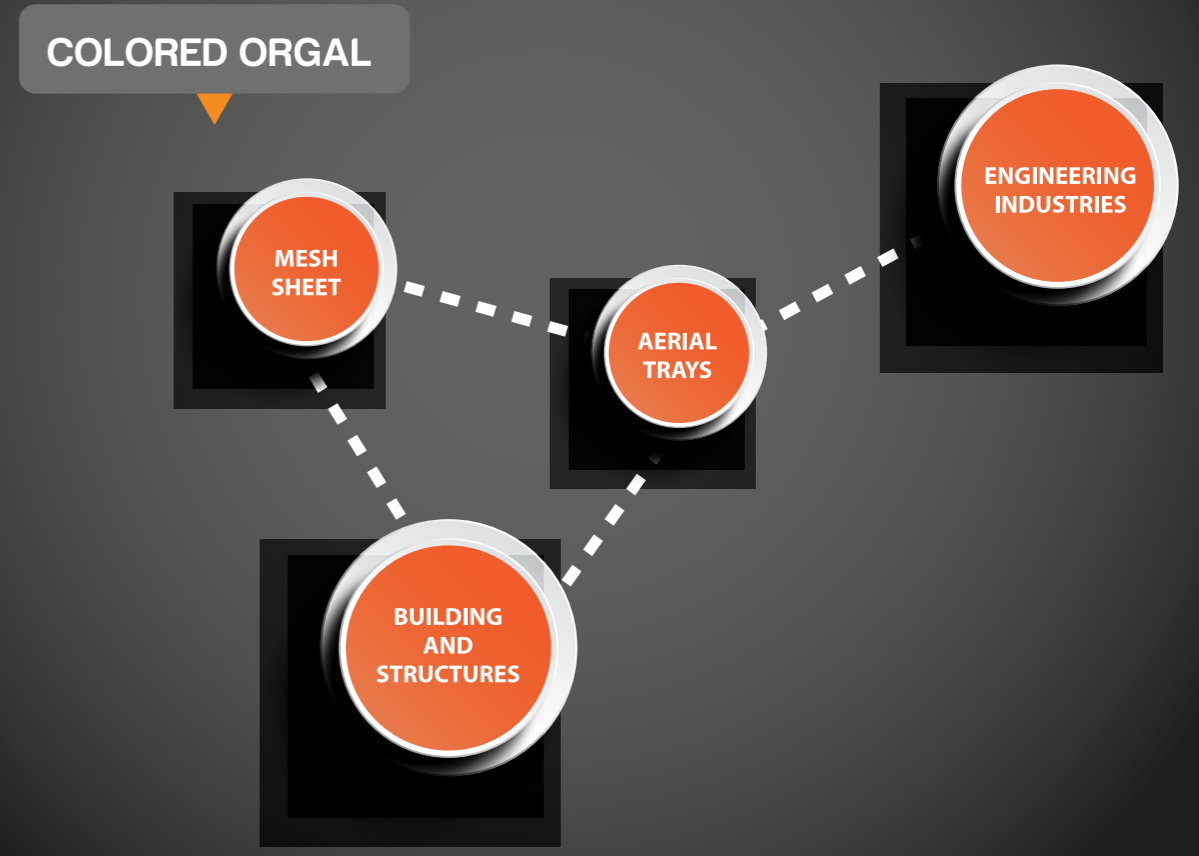 COLORED ORGAL
ENGINEERING
INDUSTRIES
MESH
SHEET
AERIAL
TRAYS
BUILDING
AND
STRUCTURES